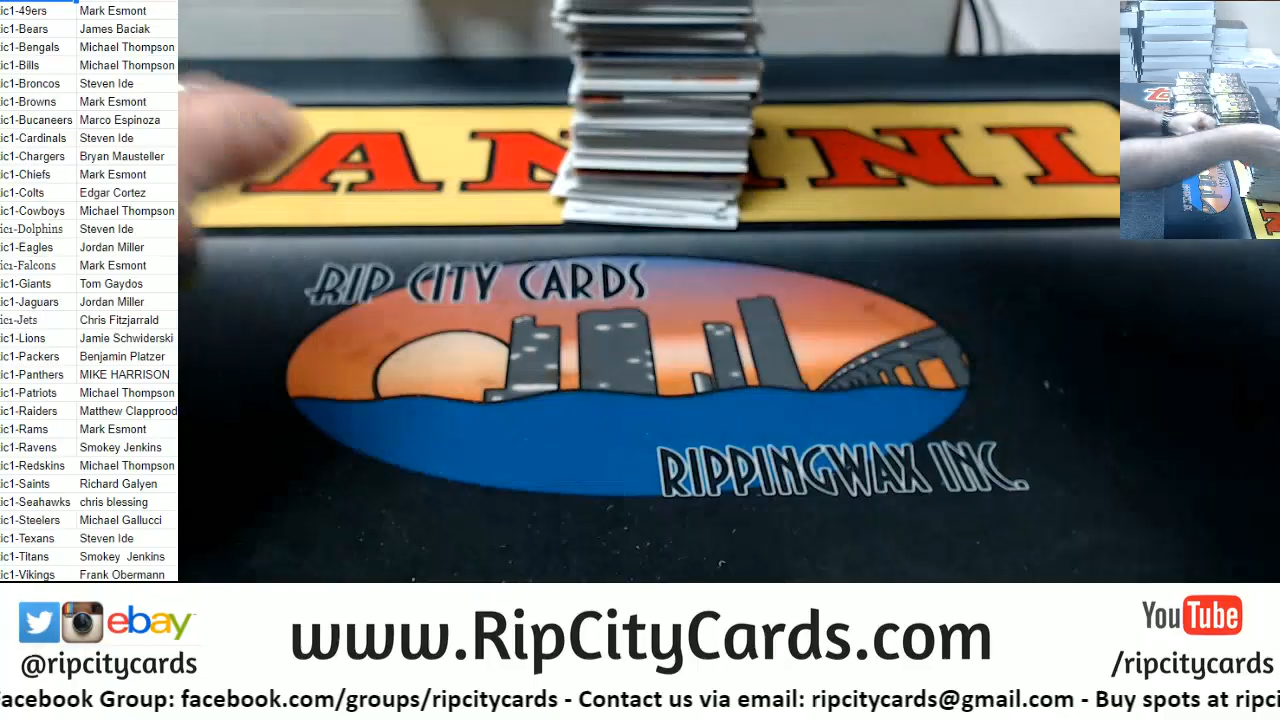 ic1-49ers Mark Esmont
ic1-Bears James Baciak
ic1-Bengals Michael Thompson
ic1-Bills Michael Thompson
ic1-Broncos Steven Ide
ic1-Browns Mark Esmont
ic1-Bucaneers Marco Espinoza
ic1-Cardinals Steven Ide
ic1-Chargers Bryan Mausteller
ic1-Chiefs Mark Esmont
ic1-Colts Edgar Cortez
ic1-Cowboys Michael Thompson
ic1-Dolphins Steven Ide
ic1-Eagles Jordan Miller
ic1-Falcons Mark Esmont
ic1-Giants Tom Gaydos
ic1-Jaguars Jordan Miller
ic1-Jets Chris Fitzjarrald
ic1-Lions Jamie Schwiderski
ic1-Packers Benjamin Platzer
ic1-Panthers MIKE HARRISON
ic1-Patriots Michael Thompson
ic1-Raiders Matthew Clapprood
ic1-Rams Mark Esmont
ic1-Ravens Smokey Jenkins
ic1-Redskins Michael Thompson
ic1-Saints Richard Galyen
ic1-Seahawks chris blessing
ic1-Steelers Michael Gallucci
ic1-Texans Steven Ide
ic1-Titans Smokey Jenkins
ic1-Vikings Frank Obermann
ANINI
RIP CITY CARDS
RIPPINGWAX INC.
ebay
@ripcitycards
www.RipCityCards.com
YouTube
/ripcitycards
Facebook Group: facebook.com/groups/ripcitycards - Contact us via email: ripcitycards@gmail.com - Buy spots at ripci